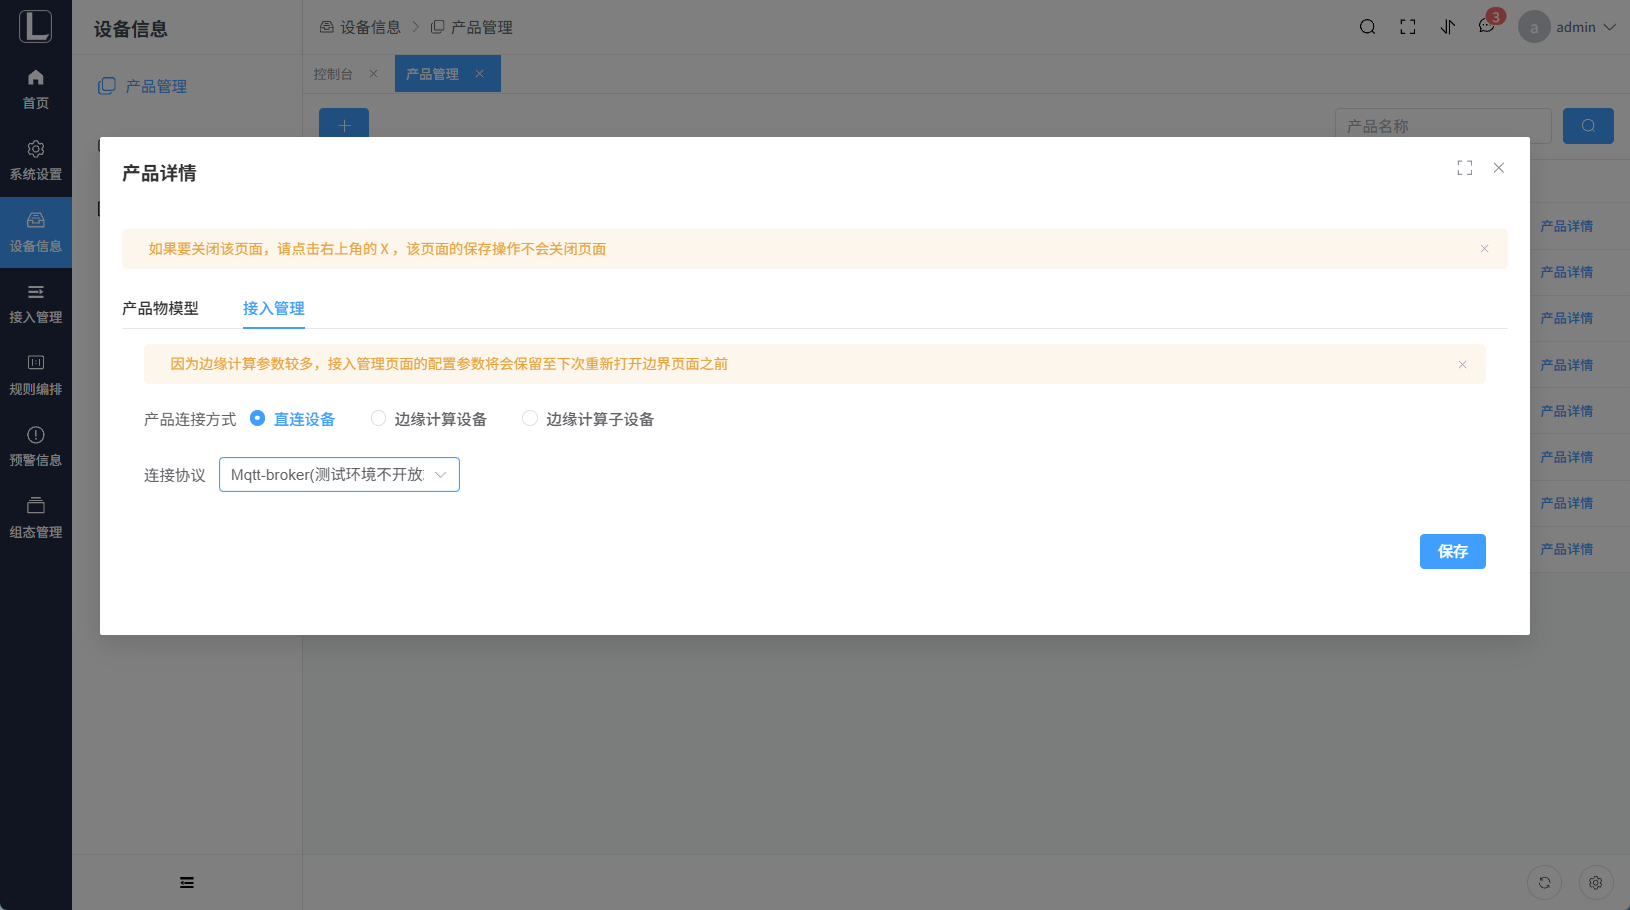 设备信息
设备信息
产品管理
3
a
admin
首页
产品管理
控制台
产品管理
系统设置
产品名称
产品详情
设备信息
如果要关闭该页面，请点击右上角的 X ，该页面的保存操作不会关闭页面
产品详情
产品详情
接入管理
产品物模型
接入管理
产品详情
因为边缘计算参数较多，接入管理页面的配置参数将会保留至下次重新打开边界页面之前
产品详情
规则编排
产品连接方式
直连设备
边缘计算设备
边缘计算子设备
产品详情
预警信息
连接协议
Mqtt-broker(测试环境不开放
产品详情
产品详情
组态管理
保存
产品详情